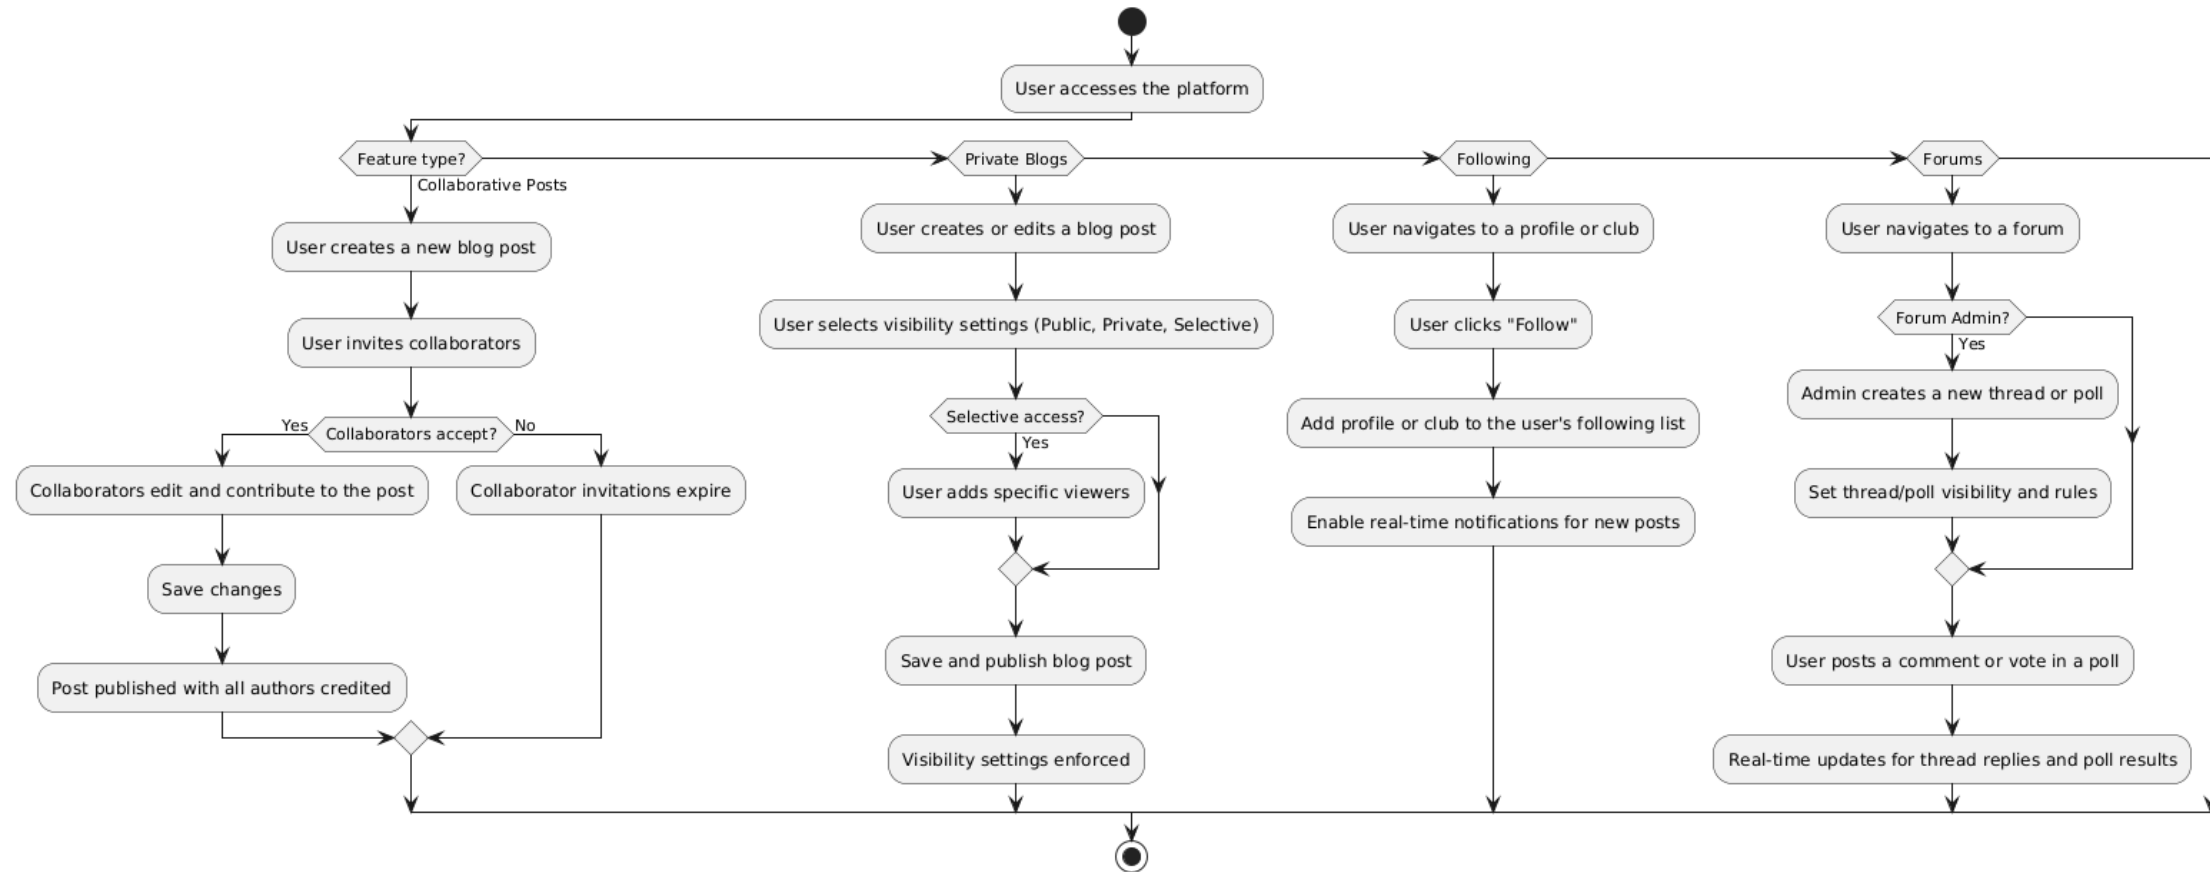 User accesses the platform
Feature type?
Collaborative Posts
User creates a new blog post
User invites collaborators
Collaborators accept?
Yes
No
Collaborators edit and contribute to the post
Collaborator invitations expire
Save changes
Post published with all authors credited
Private Blogs
User creates or edits a blog post
User selects visibility settings (Public, Private, Selective)
Selective access?
Yes
User adds specific viewers
Save and publish blog post
Visibility settings enforced
Following
User navigates to a profile or club
User clicks "Follow"
Add profile or club to the user's following list
Enable real-time notifications for new posts
Forums
User navigates to a forum
Forum Admin?
Yes
Admin creates a new thread or poll
Set thread/poll visibility and rules
User posts a comment or vote in a poll
Real-time updates for thread replies and poll results